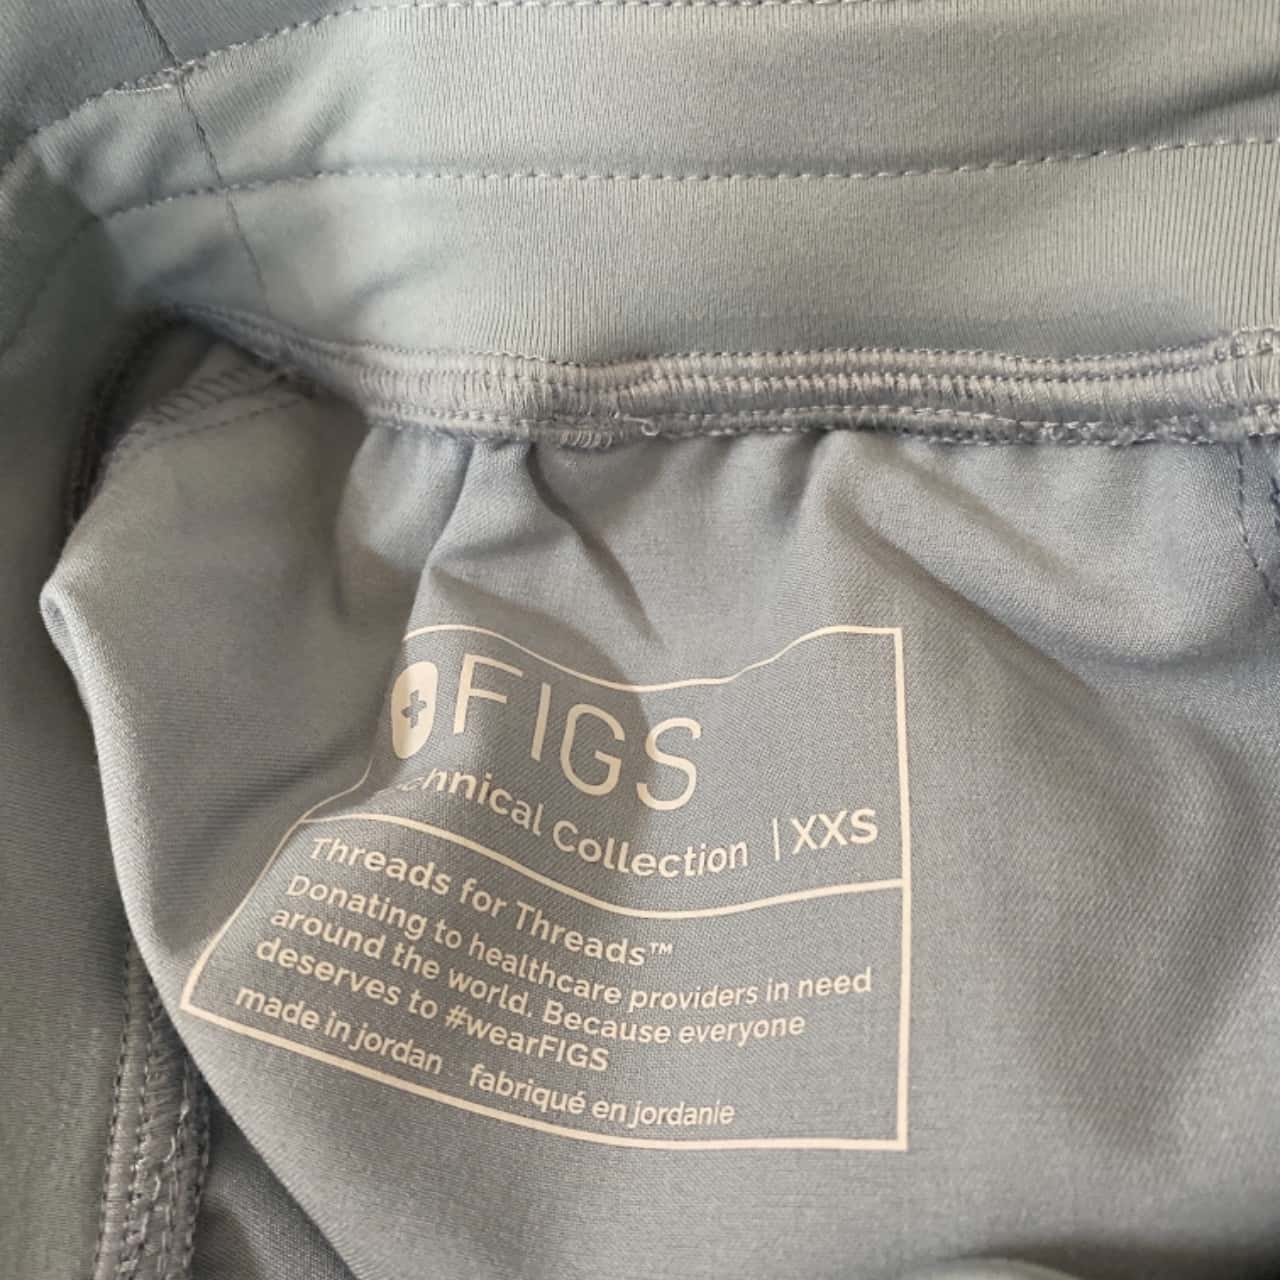 FIGS
Collection | XXS
Threads for Threads™
Donating to healthcare providers in need
around the world. Because everyone
deserves to #wearFIGS
made in jordan fabriqué en jordanie